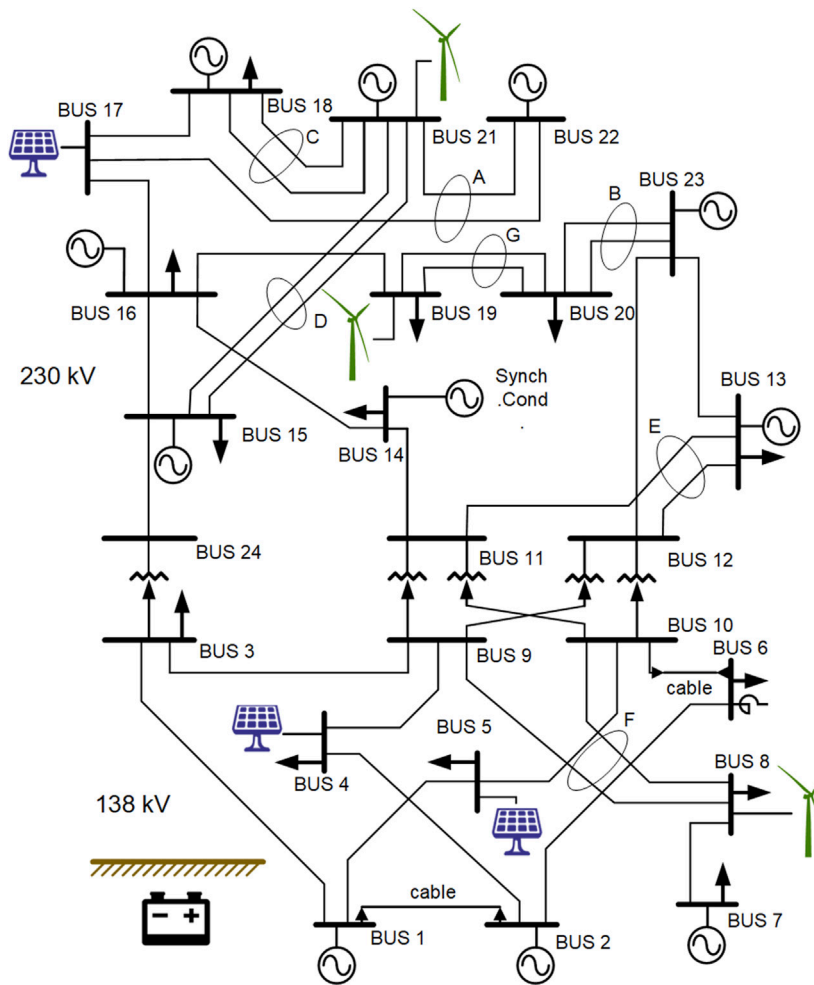 BUS 17
BUS 18
C
BUS 21
BUS 22
A
B
BUS 23
G
BUS 16
D
BUS 19
BUS 20
230 kV
Synch
.Cond
.
BUS 13
E
BUS 15
BUS 14
BUS 24
BUS 11
BUS 12
BUS 3
BUS 9
BUS 10
BUS 6
cable
BUS 5
F
BUS 4
BUS 8
138 kV
cable
BUS 1
BUS 2
BUS 7